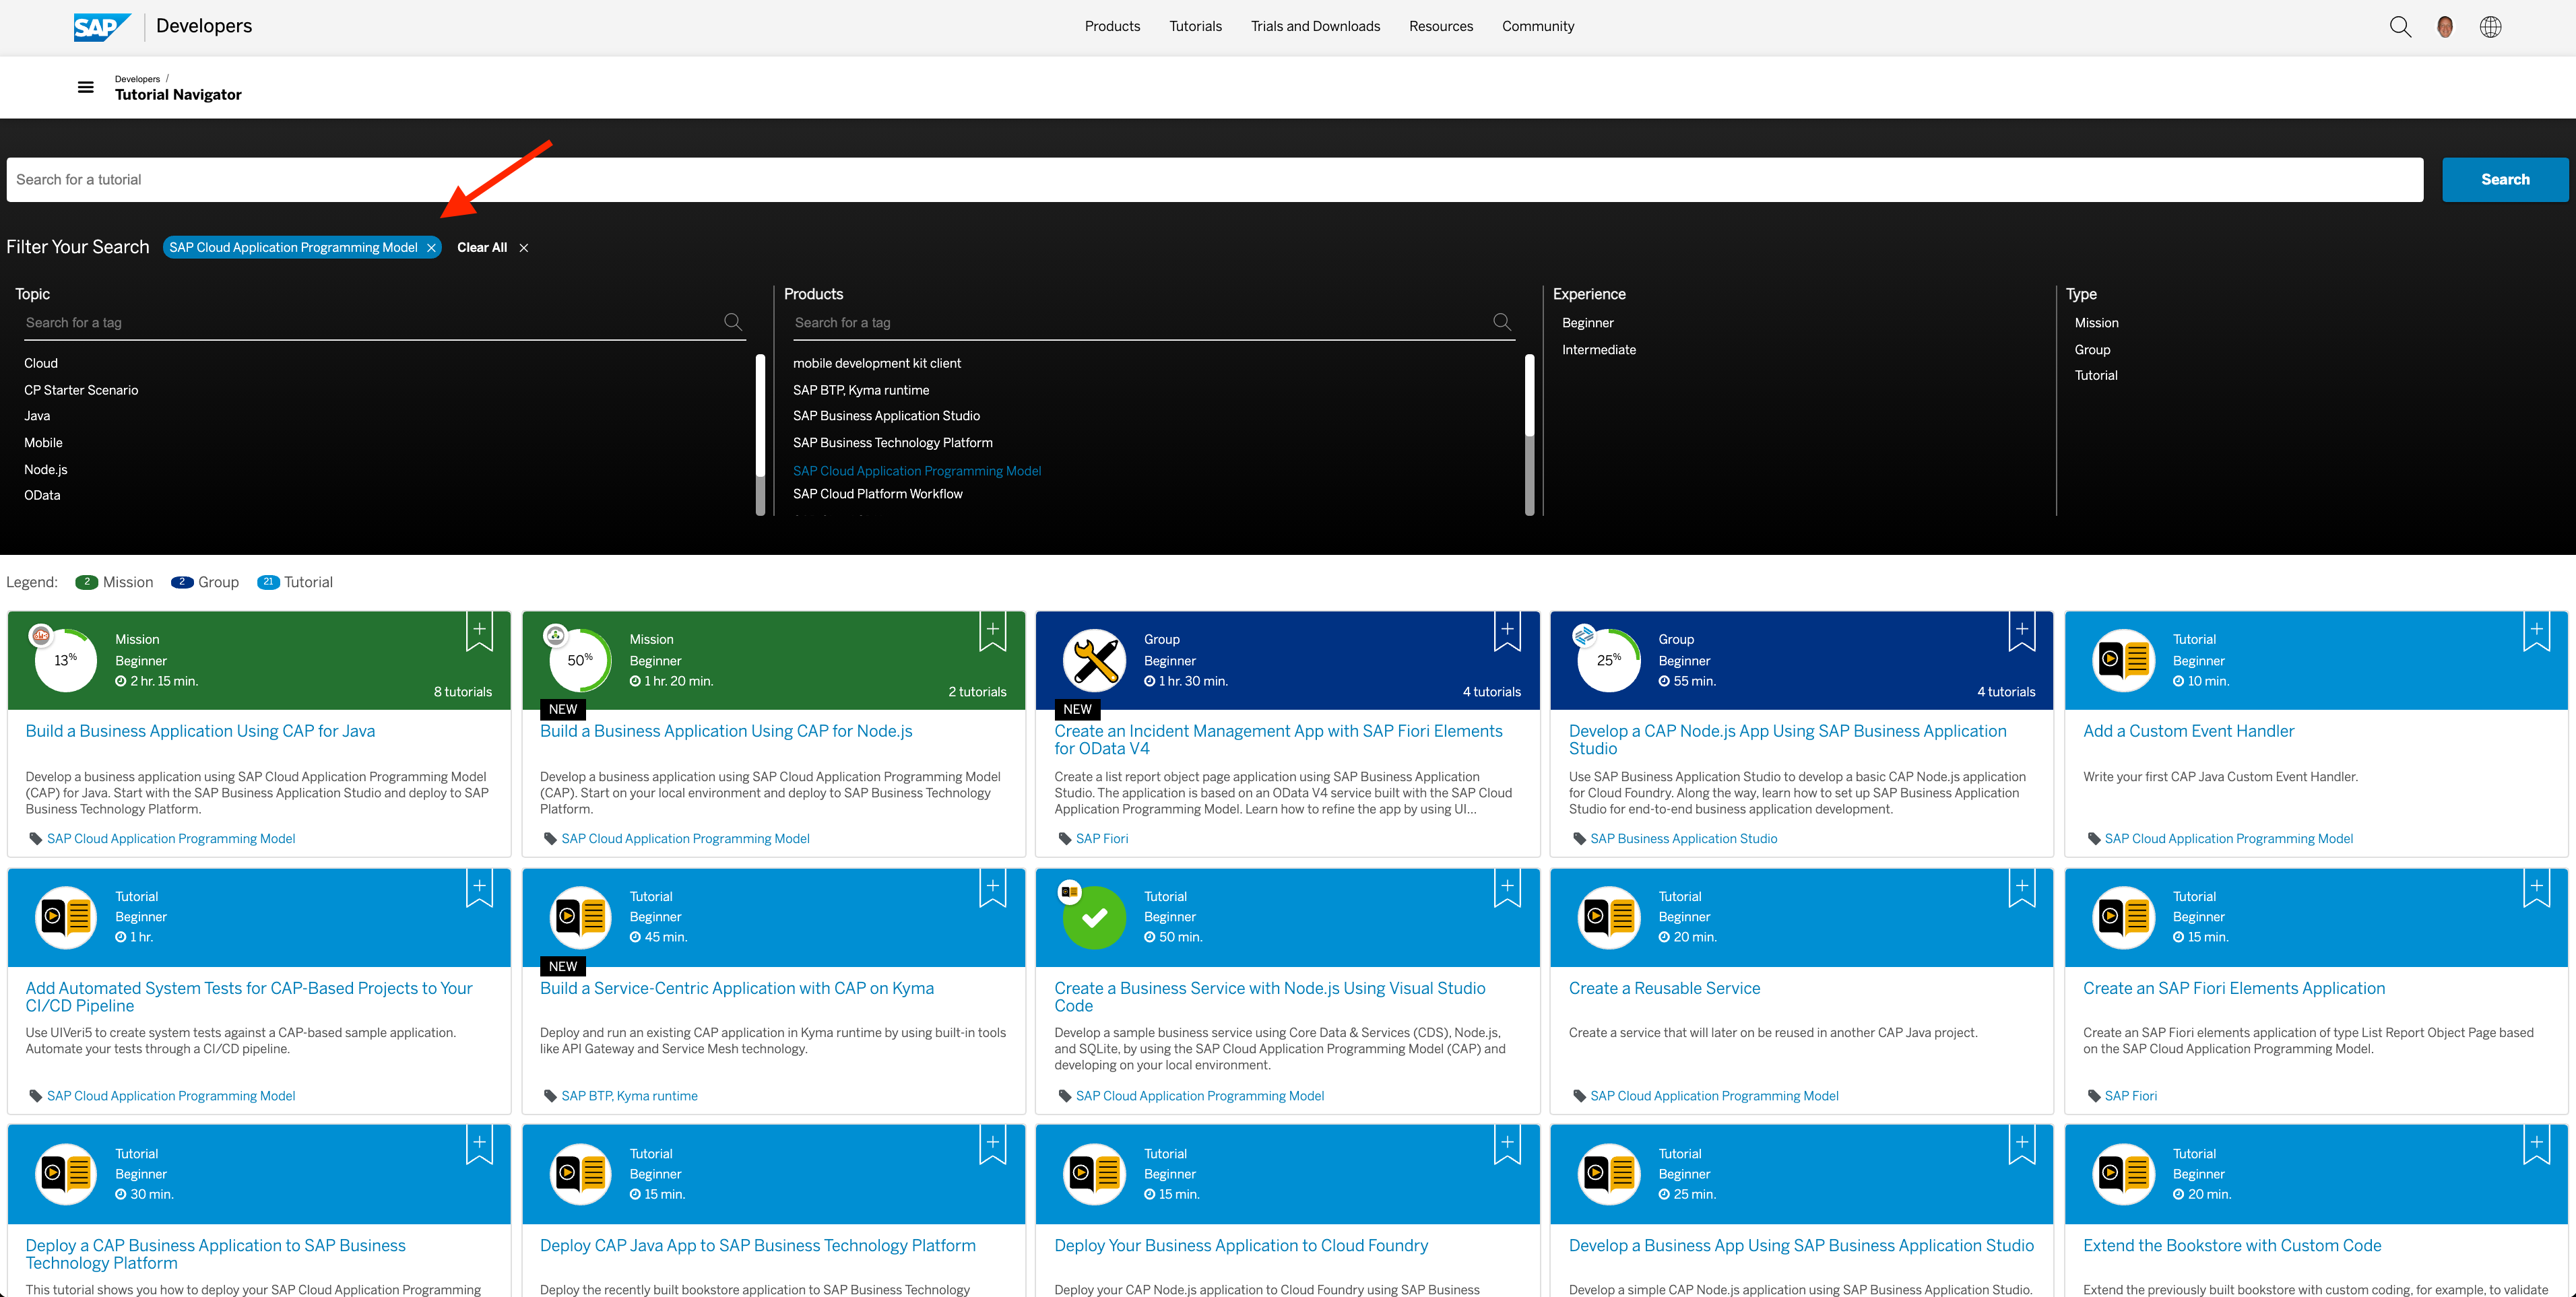 SAP Developers
Products Tutorials Trials and Downloads Resources Community
Developers /
Tutorial Navigator
Search for a tutorial
Search
Filter Your Search SAP Cloud Application Programming Model × Clear All ×
Topic
Search for a tag
Cloud
CP Starter Scenario
Java
Mobile
Node.js
OData
Products
Search for a tag
mobile development kit client
SAP BTP, Kyma runtime
SAP Business Application Studio
SAP Business Technology Platform
SAP Cloud Application Programming Model
SAP Cloud Platform Workflow
Experience
Beginner
Intermediate
Type
Mission
Group
Tutorial
Legend: 2 Mission 2 Group 21 Tutorial
13%
Mission
Beginner
2 hr. 15 min.
8 tutorials
Build a Business Application Using CAP for Java
Develop a business application using SAP Cloud Application Programming Model
(CAP) for Java. Start with the SAP Business Application Studio and deploy to SAP
Business Technology Platform.
SAP Cloud Application Programming Model
50%
Mission
Beginner
1 hr. 20 min.
2 tutorials
NEW
Build a Business Application Using CAP for Node.js
Develop a business application using SAP Cloud Application Programming Model
(CAP). Start on your local environment and deploy to SAP Business Technology
Platform.
SAP Cloud Application Programming Model
Group
Beginner
1 hr. 30 min.
4 tutorials
NEW
Create an Incident Management App with SAP Fiori Elements
for OData V4
Create a list report object page application using SAP Business Application
Studio. The application is based on an OData V4 service built with the SAP Cloud
Application Programming Model. Learn how to refine the app by using UI...
SAP Fiori
25%
Group
Beginner
55 min.
4 tutorials
Develop a CAP Node.js App Using SAP Business Application
Studio
Use SAP Business Application Studio to develop a basic CAP Node.js application
for Cloud Foundry. Along the way, learn how to set up SAP Business Application
Studio for end-to-end business application development.
SAP Business Application Studio
Tutorial
Beginner
10 min.
Add a Custom Event Handler
Write your first CAP Java Custom Event Handler.
SAP Cloud Application Programming Model
Tutorial
Beginner
1 hr.
Add Automated System Tests for CAP-Based Projects to Your
CI/CD Pipeline
Use UIVeri5 to create system tests against a CAP-based sample application.
Automate your tests through a CI/CD pipeline.
SAP Cloud Application Programming Model
Tutorial
Beginner
45 min.
NEW
Build a Service-Centric Application with CAP on Kyma
Deploy and run an existing CAP application in Kyma runtime by using built-in tools
like API Gateway and Service Mesh technology.
SAP BTP, Kyma runtime
Tutorial
Beginner
50 min.
Create a Business Service with Node.js Using Visual Studio
Code
Develop a sample business service using Core Data & Services (CDS), Node.js,
and SQLite, by using the SAP Cloud Application Programming Model (CAP) and
developing on your local environment.
SAP Cloud Application Programming Model
Tutorial
Beginner
20 min.
Create a Reusable Service
Create a service that will later on be reused in another CAP Java project.
SAP Cloud Application Programming Model
Tutorial
Beginner
15 min.
Create an SAP Fiori Elements Application
Create an SAP Fiori elements application of type List Report Object Page based
on the SAP Cloud Application Programming Model.
SAP Fiori
Tutorial
Beginner
30 min.
Deploy a CAP Business Application to SAP Business
Technology Platform
This tutorial shows you how to deploy your SAP Cloud Application Programming
Tutorial
Beginner
15 min.
Deploy CAP Java App to SAP Business Technology Platform
Deploy the recently built bookstore application to SAP Business Technology
Tutorial
Beginner
15 min.
Deploy Your Business Application to Cloud Foundry
Deploy your CAP Node.js application to Cloud Foundry using SAP Business
Tutorial
Beginner
25 min.
Develop a Business App Using SAP Business Application Studio
Develop a simple CAP Node.js application using SAP Business Application Studio.
Tutorial
Beginner
20 min.
Extend the Bookstore with Custom Code
Extend the previously built bookstore with custom coding, for example, to validate